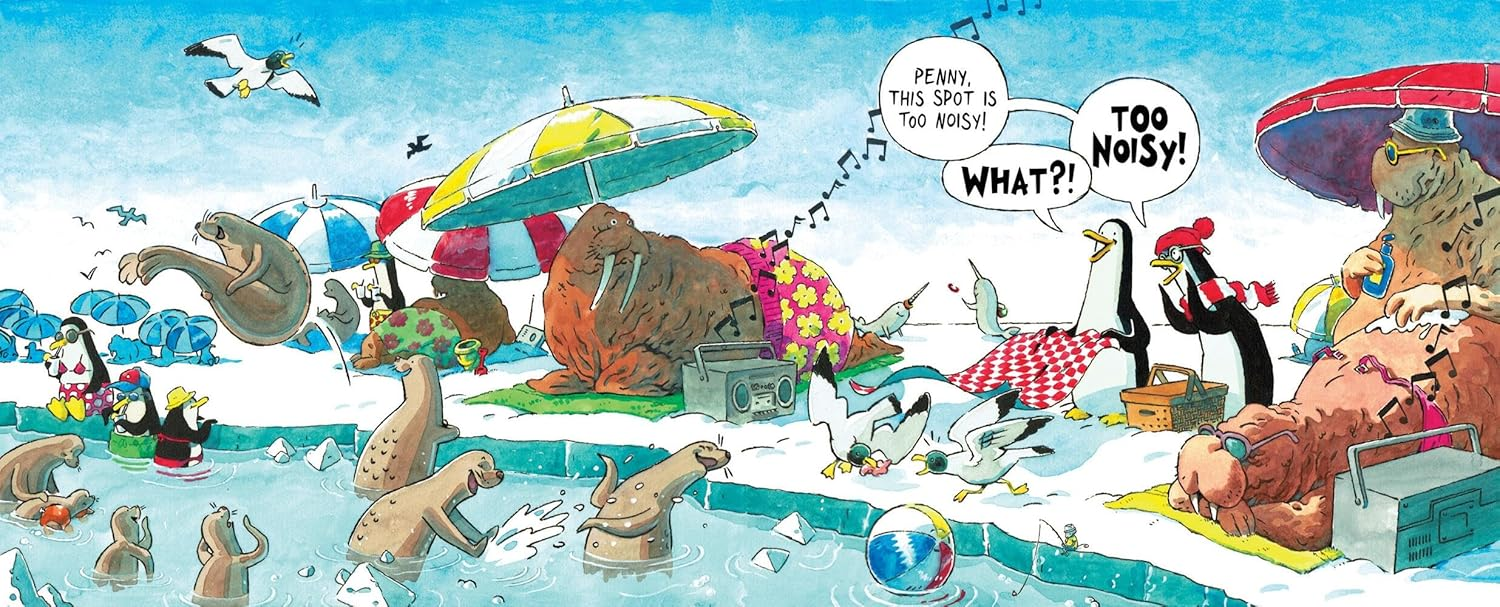 PENNY,
THIS SPOT IS
TOO NOISY!
WHAT?!
TOO
NOISY!